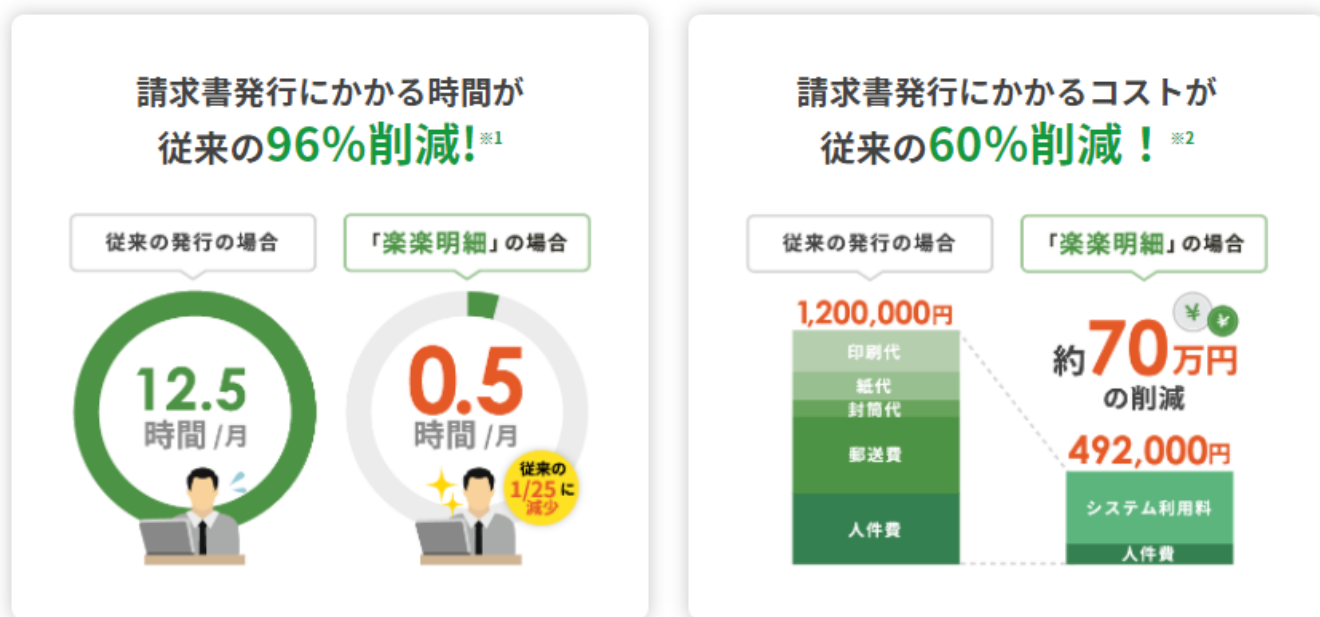 請求書発行にかかる時間が
従来の96%削減!※1
従来の発行の場合
「楽楽明細」の場合
12.5
時間/月
0.5
時間/月
従来の
1/25に
減少
請求書発行にかかるコストが
従来の60%削減！※2
従来の発行の場合
「楽楽明細」の場合
1,200,000円
印刷代
紙代
封筒代
郵送費
人件費
¥
¥
約70万円
の削減
492,000円
システム利用料
人件費